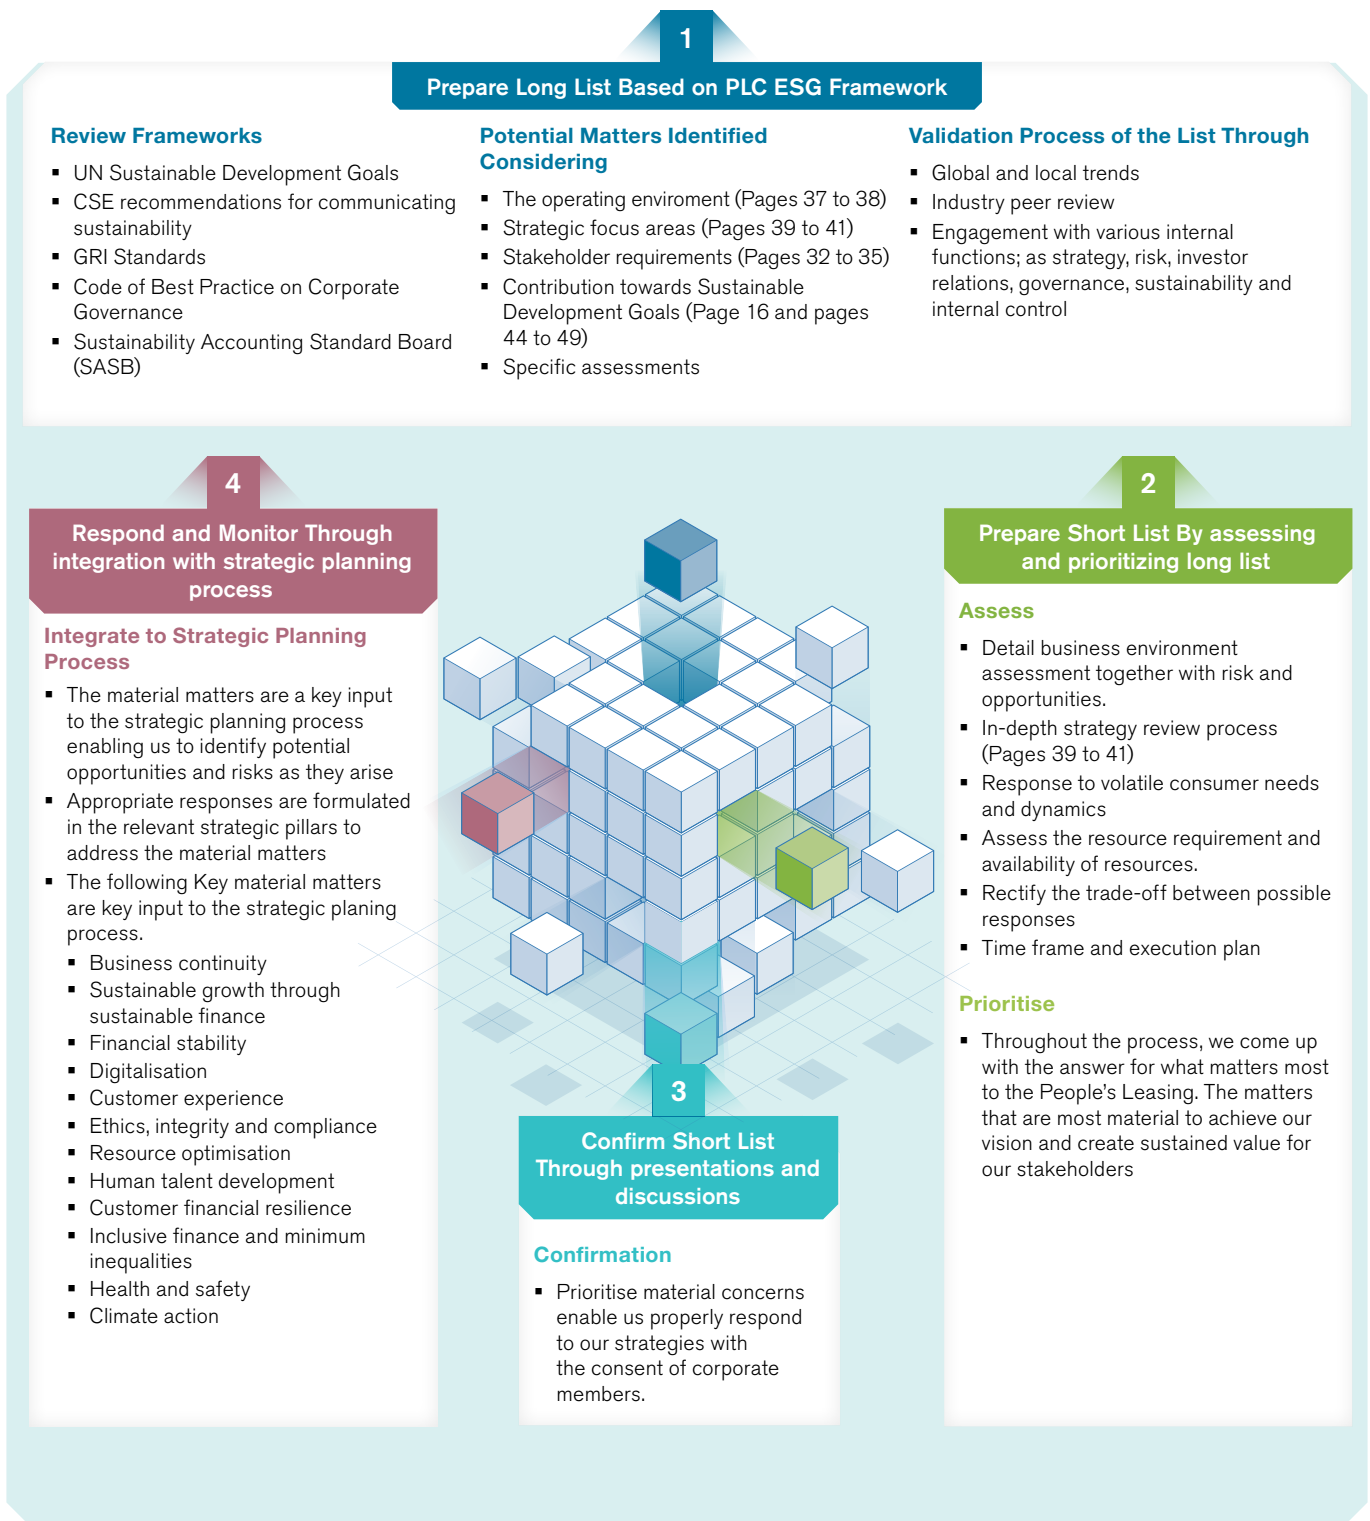 1
Prepare Long List Based on PLC ESG Framework
Review Frameworks
▪ UN Sustainable Development Goals
▪ CSE recommendations for communicating
sustainability
▪ GRI Standards
▪ Code of Best Practice on Corporate
Governance
▪ Sustainability Accounting Standard Board
(SASB)
Potential Matters Identified
Considering
▪ The operating enviroment (Pages 37 to 38)
▪ Strategic focus areas (Pages 39 to 41)
▪ Stakeholder requirements (Pages 32 to 35)
▪ Contribution towards Sustainable
Development Goals (Page 16 and pages
44 to 49)
▪ Specific assessments
Validation Process of the List Through
▪ Global and local trends
▪ Industry peer review
▪ Engagement with various internal
functions; as strategy, risk, investor
relations, governance, sustainability and
internal control
4
Respond and Monitor Through
integration with strategic planning
process
Integrate to Strategic Planning
Process
▪ The material matters are a key input
to the strategic planning process
enabling us to identify potential
opportunities and risks as they arise
▪ Appropriate responses are formulated
in the relevant strategic pillars to
address the material matters
▪ The following Key material matters
are key input to the strategic planing
process.
▪ Business continuity
▪ Sustainable growth through
sustainable finance
▪ Financial stability
▪ Digitalisation
▪ Customer experience
▪ Ethics, integrity and compliance
▪ Resource optimisation
▪ Human talent development
▪ Customer financial resilience
▪ Inclusive finance and minimum
inequalities
▪ Health and safety
▪ Climate action
2
Prepare Short List By assessing
and prioritizing long list
Assess
▪ Detail business environment
assessment together with risk and
opportunities.
▪ In-depth strategy review process
(Pages 39 to 41)
▪ Response to volatile consumer needs
and dynamics
▪ Assess the resource requirement and
availability of resources.
▪ Rectify the trade-off between possible
responses
▪ Time frame and execution plan
Prioritise
▪ Throughout the process, we come up
with the answer for what matters most
to the People’s Leasing. The matters
that are most material to achieve our
vision and create sustained value for
our stakeholders
3
Confirm Short List
Through presentations and
discussions
Confirmation
▪ Prioritise material concerns
enable us properly respond
to our strategies with
the consent of corporate
members.